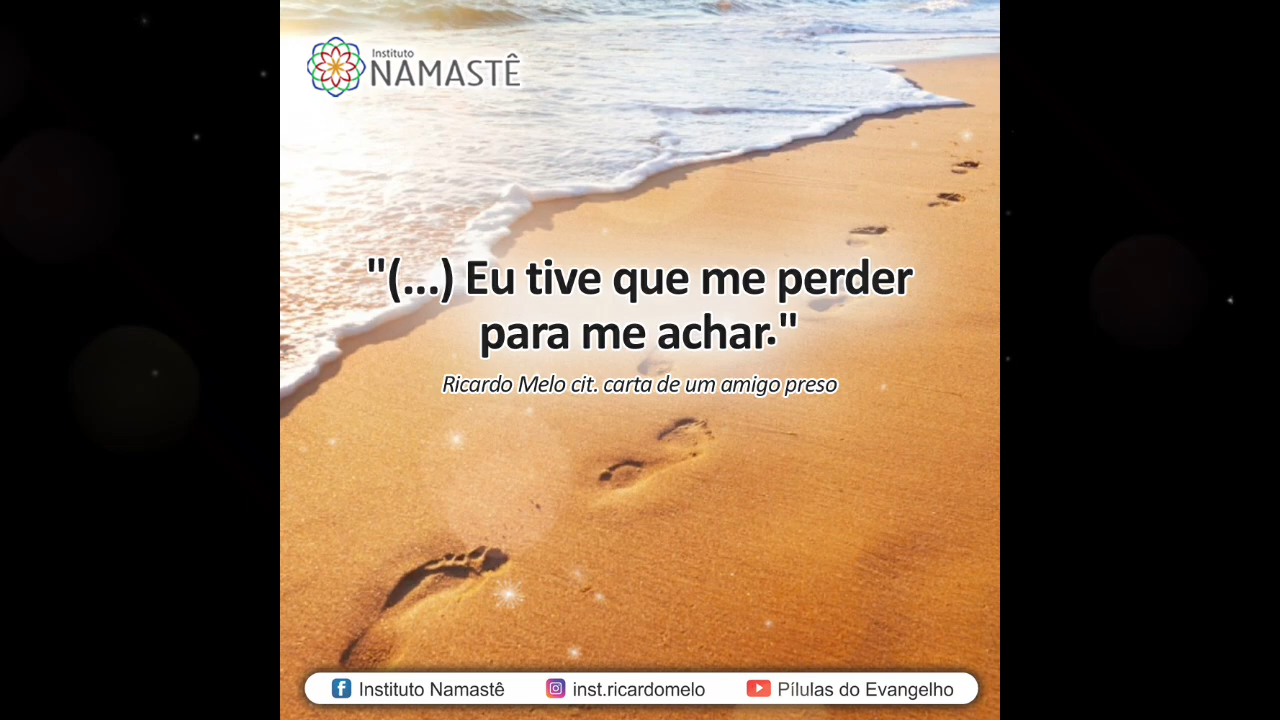 Instituto
NAMASTÊ
"(...) Eu tive que me perder
para me achar."
Ricardo Melo cit. carta de um amigo preso
Instituto Namastê inst.ricardomelo Pílulas do Evangelho